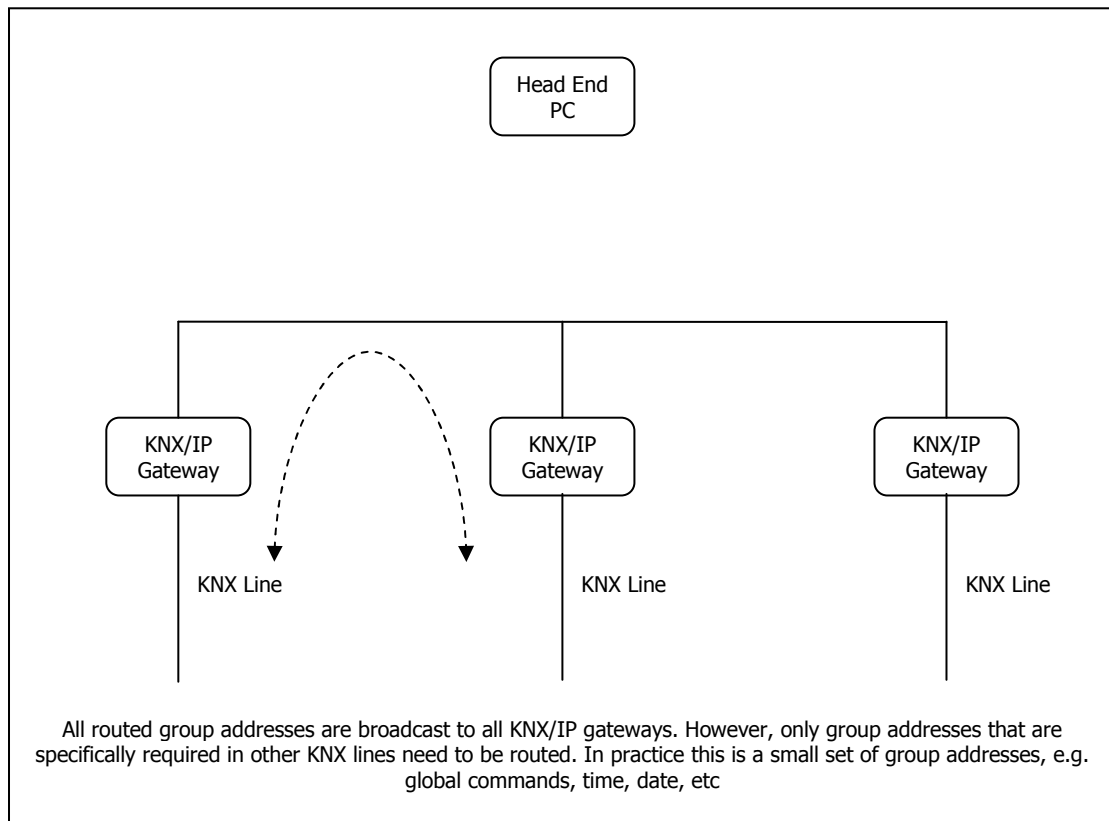 Head End
PC
KNX/IP
Gateway
KNX/IP
Gateway
KNX/IP
Gateway
KNX Line
KNX Line
KNX Line
All routed group addresses are broadcast to all KNX/IP gateways. However, only group addresses that are
specifically required in other KNX lines need to be routed. In practice this is a small set of group addresses, e.g.
global commands, time, date, etc